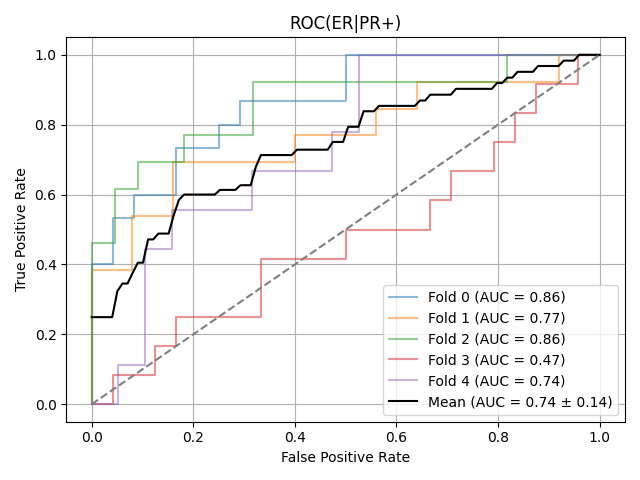 ROC(ER|PR+)
True Positive Rate
1.0
0.8
0.6
0.4
0.2
0.0
Fold 0 (AUC = 0.86)
Fold 1 (AUC = 0.77)
Fold 2 (AUC = 0.86)
Fold 3 (AUC = 0.47)
Fold 4 (AUC = 0.74)
Mean (AUC = 0.74 ± 0.14)
0.0 0.2 0.4 0.6 0.8 1.0
False Positive Rate